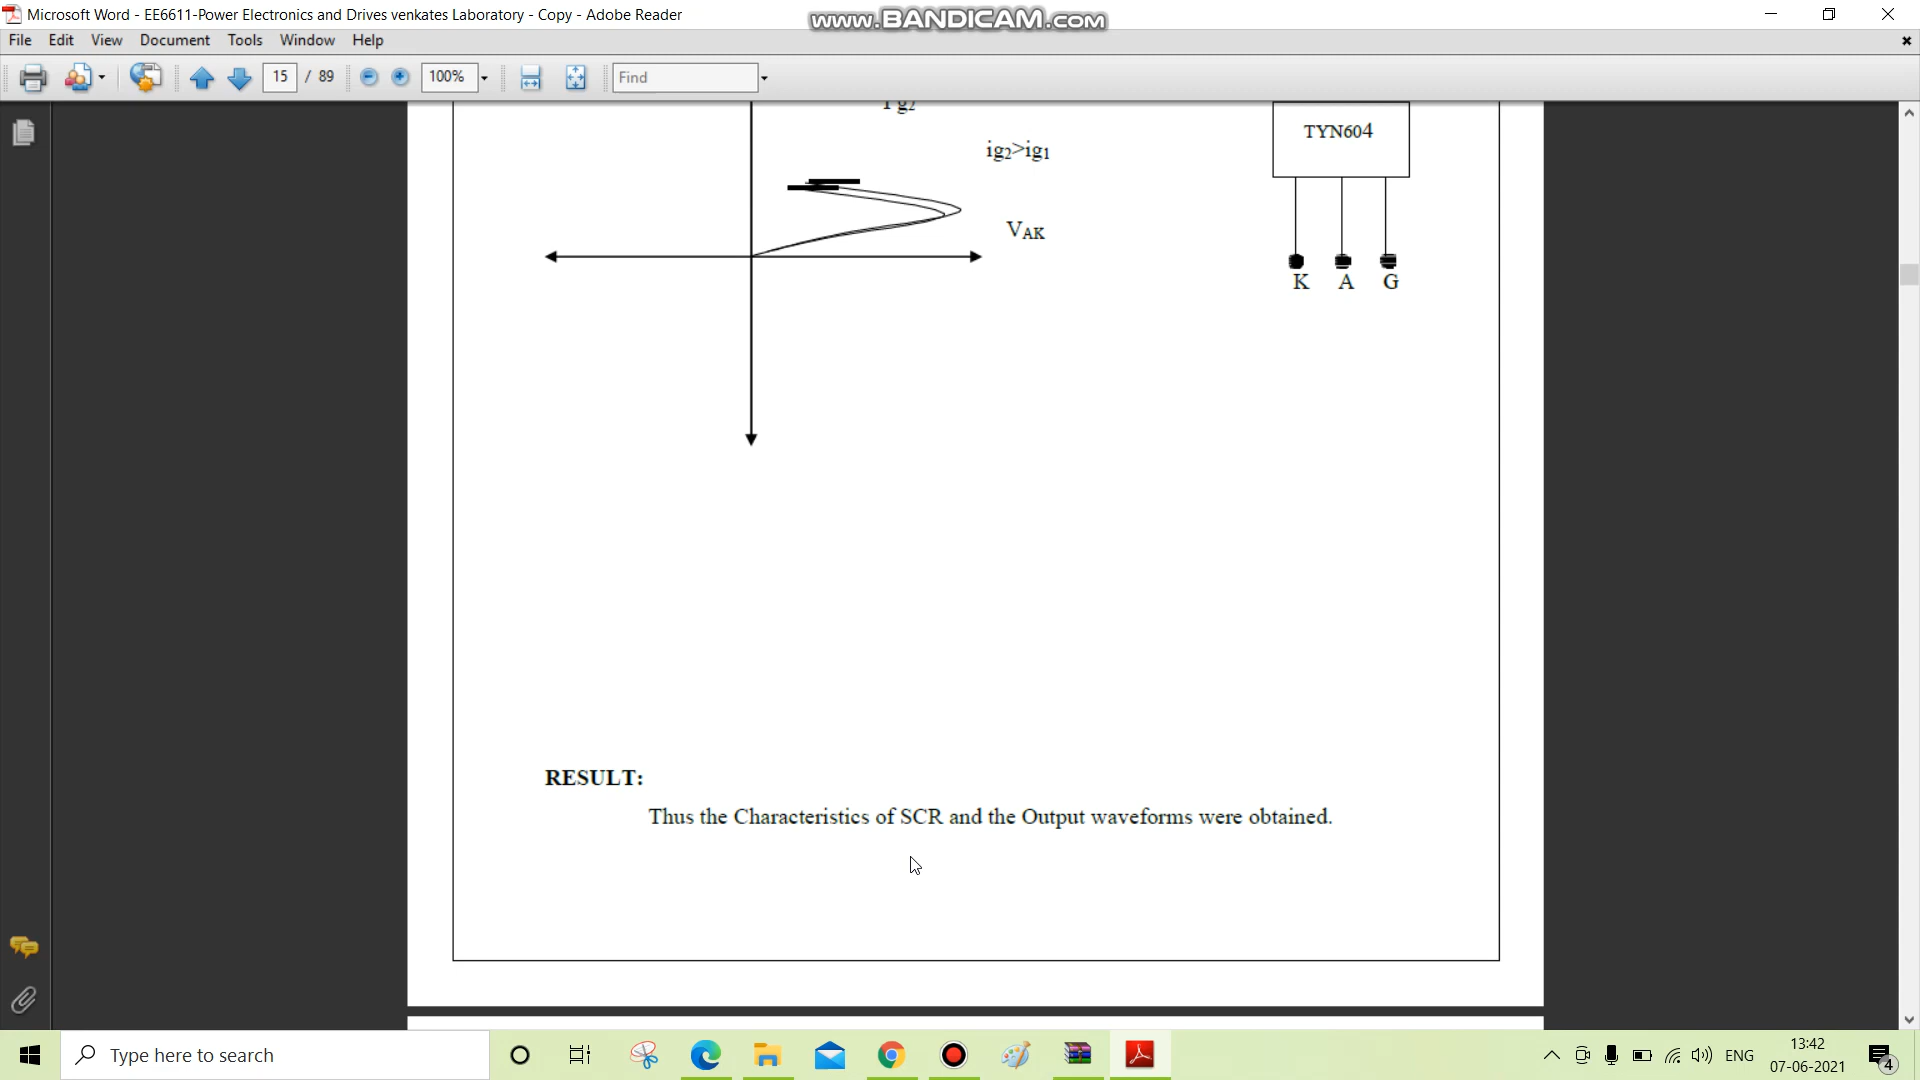 Microsoft Word - EE6611-Power Electronics and Drives venkates Laboratory - Copy - Adobe Reader
www.BANDICAM.com
File Edit View Document Tools Window Help
15 / 89 100% Find
ig2>ig1
TYN604
VAK
K A G
RESULT:
Thus the Characteristics of SCR and the Output waveforms were obtained.
Type here to search
ENG
13:42
07-06-2021
4